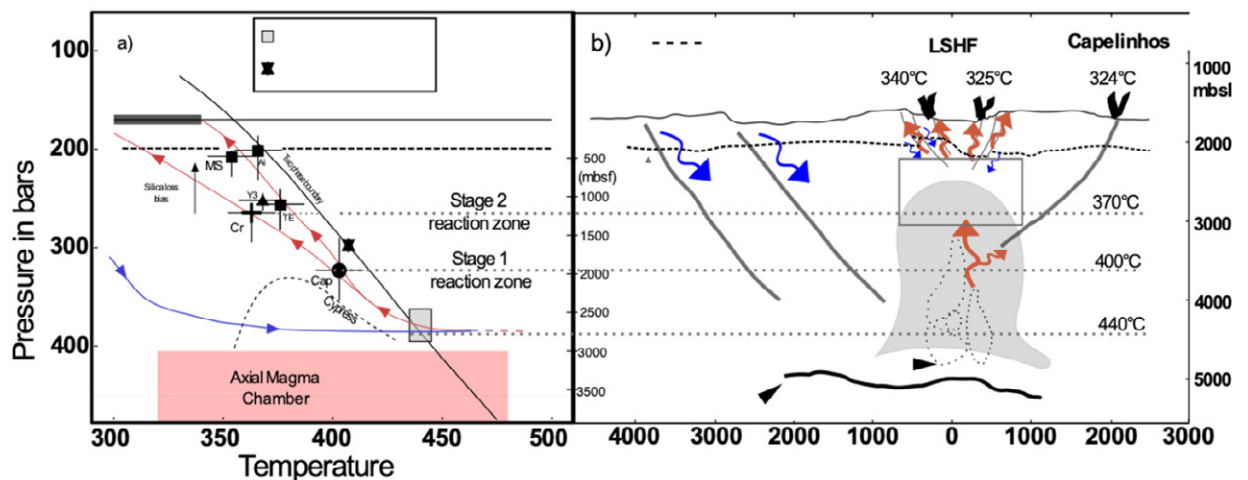 a)
100
200
300
400
Pressure in bars
300
350
400
450
500
Temperature
Two phase boundary
MS
Y3
TE
Cr
Silica loss
bias
Cap
Cypress
Axial Magma
Chamber
500
(mbsf)
1000
1500
2000
2500
3000
3500
Stage 2
reaction zone
Stage 1
reaction zone
b)
LSHF
Capelinhos
340°C
325°C
324°C
370°C
400°C
440°C
1000
mbsl
2000
3000
4000
5000
4000
3000
2000
1000
0
1000
2000
3000